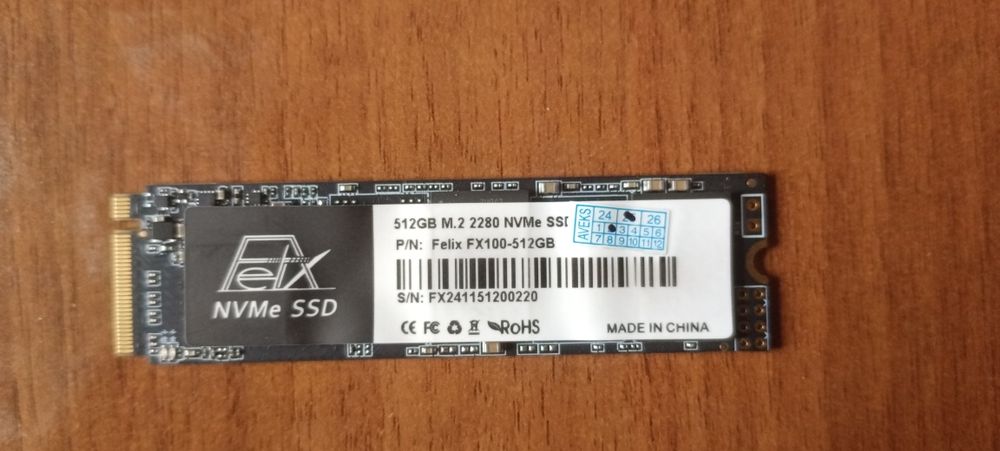 Felix
NVMe SSD
512GB M.2 2280 NVMe SSD
P/N: Felix FX100-512GB
S/N: FX241151200220
CE FC RoHS
MADE IN CHINA
AVEKS
24 26
1 3 4 5 6
7 8 9 10 11 12